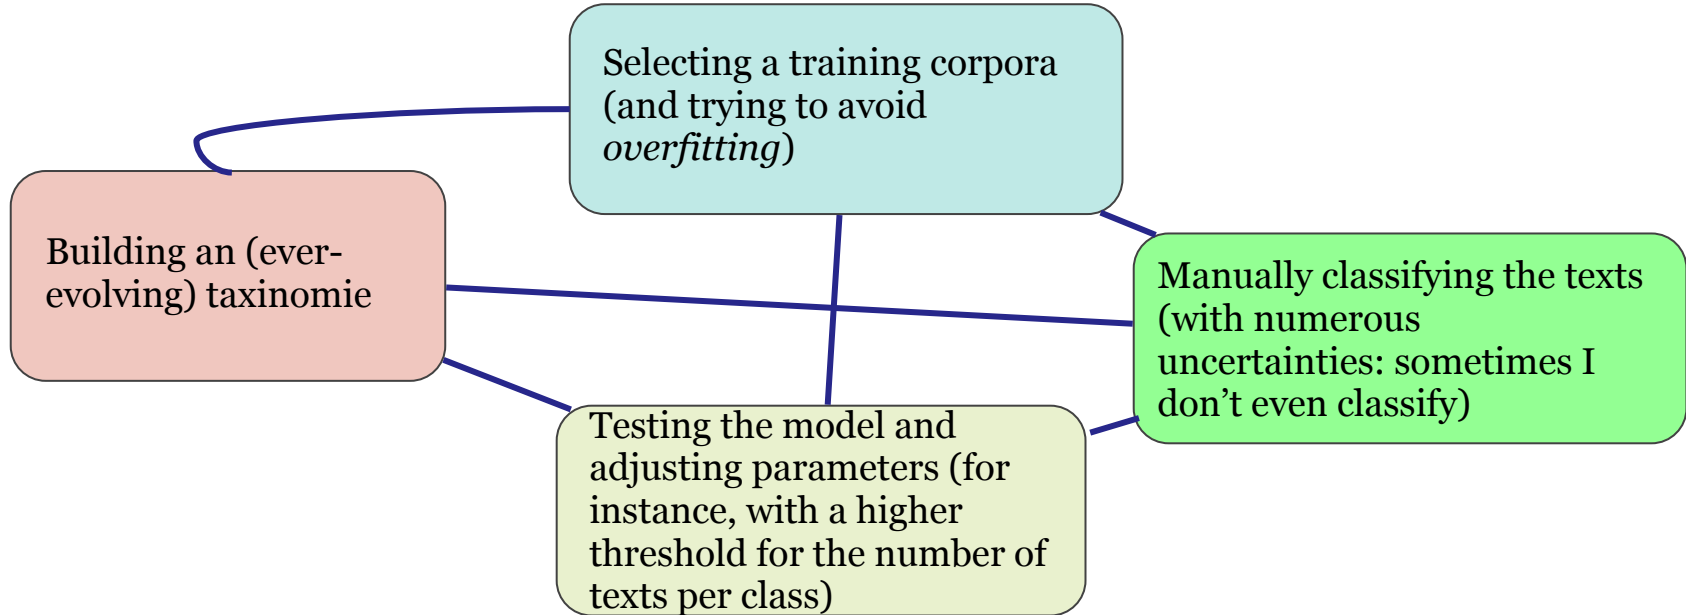 Selecting a training corpora
(and trying to avoid
overfitting)
Building an (ever-
evolving) taxinomie
Manually classifying the texts
(with numerous
uncertainties: sometimes I
don’t even classify)
Testing the model and
adjusting parameters (for
instance, with a higher
threshold for the number of
texts per class)